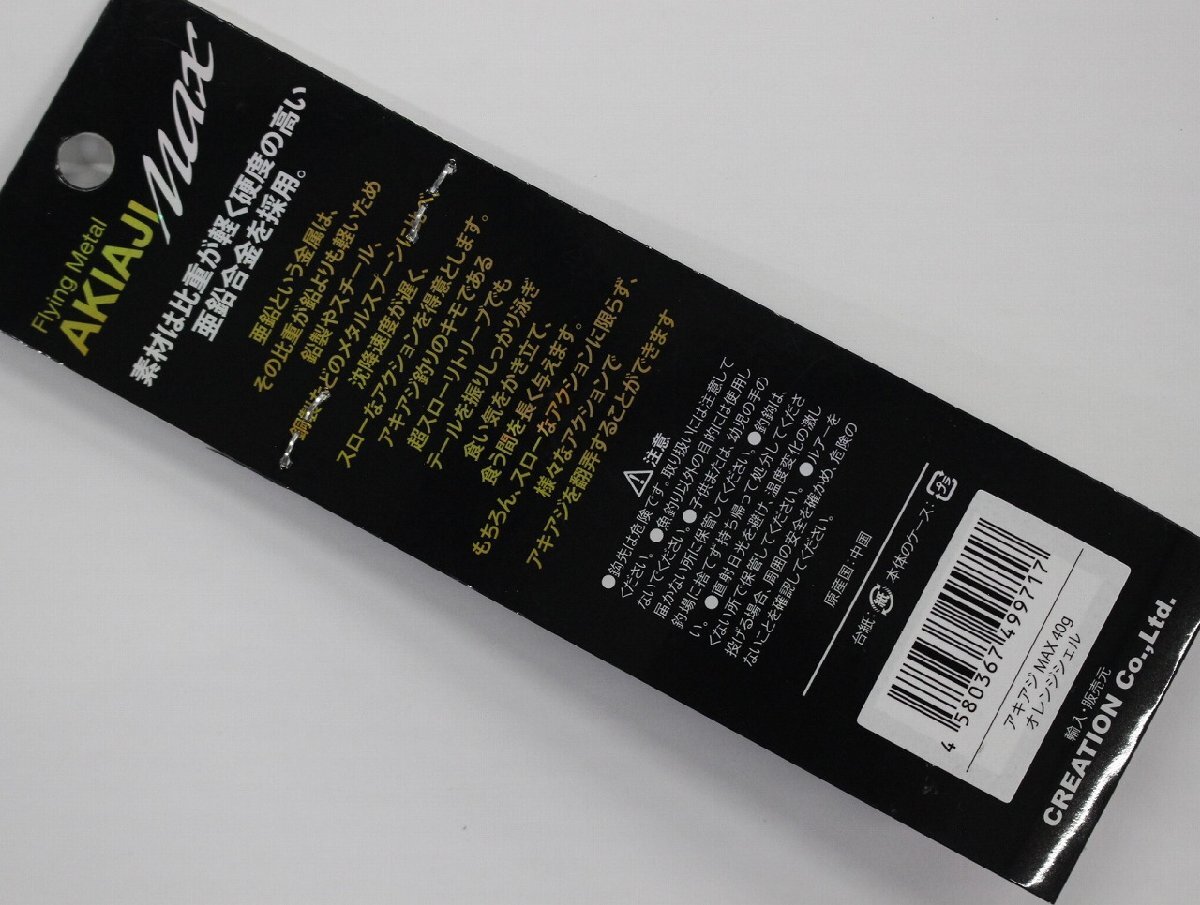 Flying Metal
AKIAJI Max
素材は比重が軽く硬度の高い
亜鉛合金を採用。
亜鉛という金属は、
その比重が鉛よりも軽いため
鉛製やスチール、
などのメタルスプーンに比べ、
沈降速度が遅く、
スローなアクションを得意とします。
アキアジ釣りのキモである
超スローリトリーブでも
テールを振りしっかり泳ぎ
食い気をかき立て、
食う間を長く与えます。
もちろん、スローなアクションに限らず、
様々なアクションで
アキアジを翻弄することができます
注意
●鈎先は危険です。取り扱いには注意して
ください。●魚釣り以外の目的には使用し
ないでください。●子供または、幼児の手の
届かない所に保管してください。●釣鈎は、
釣場に捨てず持ち帰って処分してくださ
い。●直射日光を避け、温度変化の激し
くない所で保管してください。●ルアーを
投げる場合、周囲の安全を確かめ、危険の
ないことを確認してください。
原産国:中国
台紙:紙 本体のケース:プラ
4 580367 499717
アキアジ MAX 40g
オレンジシェル
輸入・販売元
CREATION Co.,Ltd.